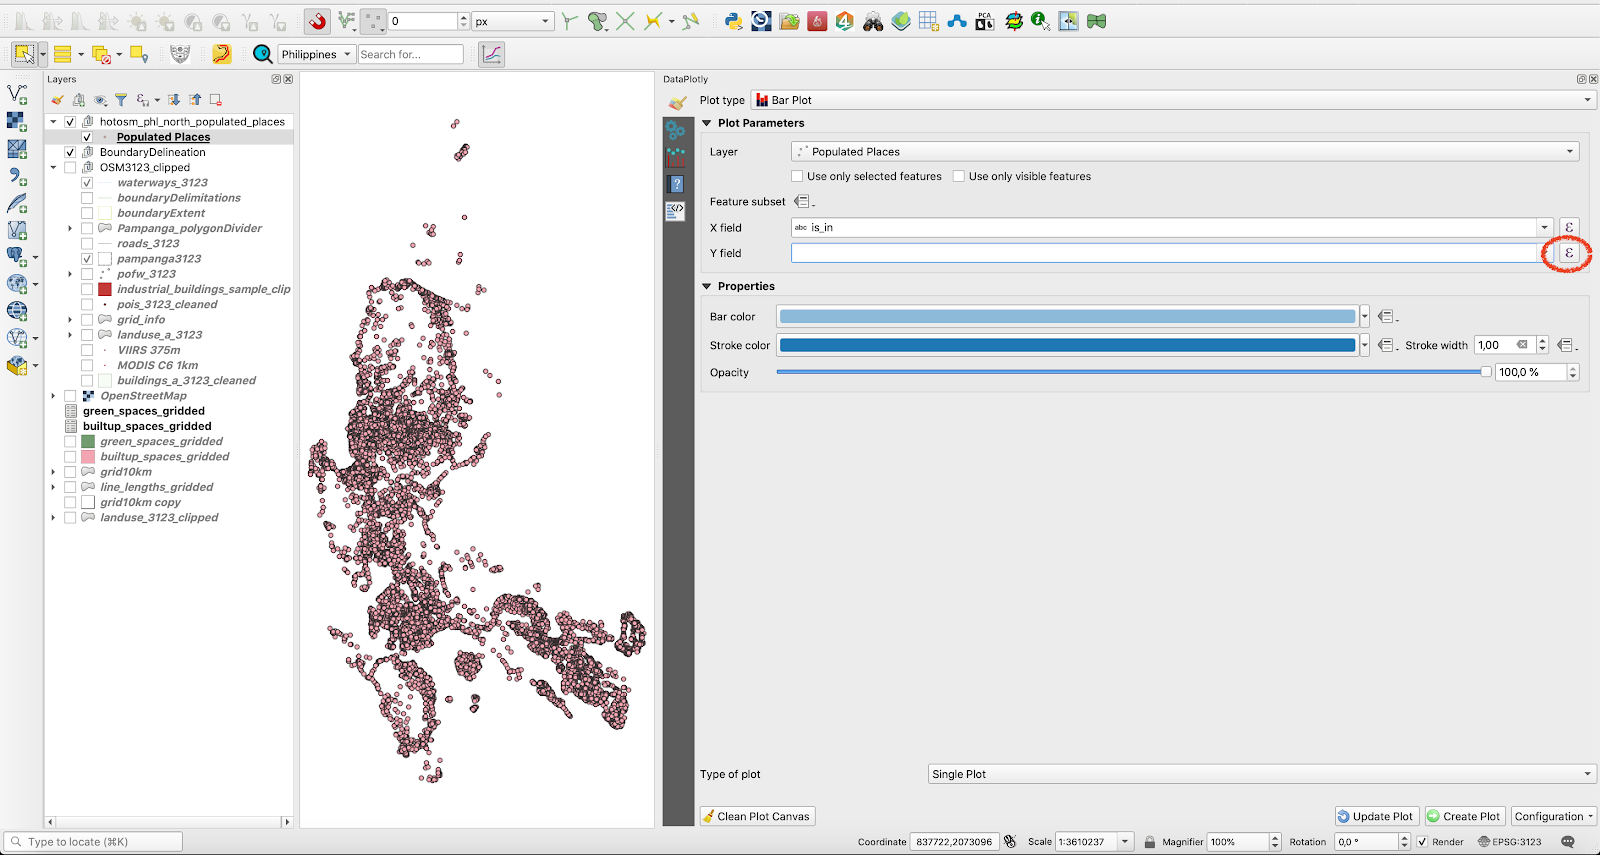 0
px
PCA
Philippines
Search for...
Layers
hotosm_phl_north_populated_places
Populated Places
BoundaryDelineation
OSM3123_clipped
waterways_3123
boundaryDelimitations
boundaryExtent
Pampanga_polygonDivider
roads_3123
pampanga3123
pofw_3123
industrial_buildings_sample_clip
pois_3123_cleaned
grid_info
landuse_a_3123
VIIRS 375m
MODIS C6 1km
buildings_a_3123_cleaned
OpenStreetMap
green_spaces_gridded
builtup_spaces_gridded
green_spaces_gridded
builtup_spaces_gridded
grid10km
line_lengths_gridded
grid10km copy
landuse_3123_clipped
DataPlotly
Plot type Bar Plot
Plot Parameters
Layer Populated Places
Use only selected features Use only visible features
Feature subset
X field abc is_in ε
Y field ε
Properties
Bar color
Stroke color Stroke width 1,00
Opacity 100,0 %
Type of plot Single Plot
Clean Plot Canvas Update Plot Create Plot Configuration
Type to locate (⌘K) Coordinate 837722,2073096 Scale 1:3610237 Magnifier 100% Rotation 0,0 ° Render EPSG:3123